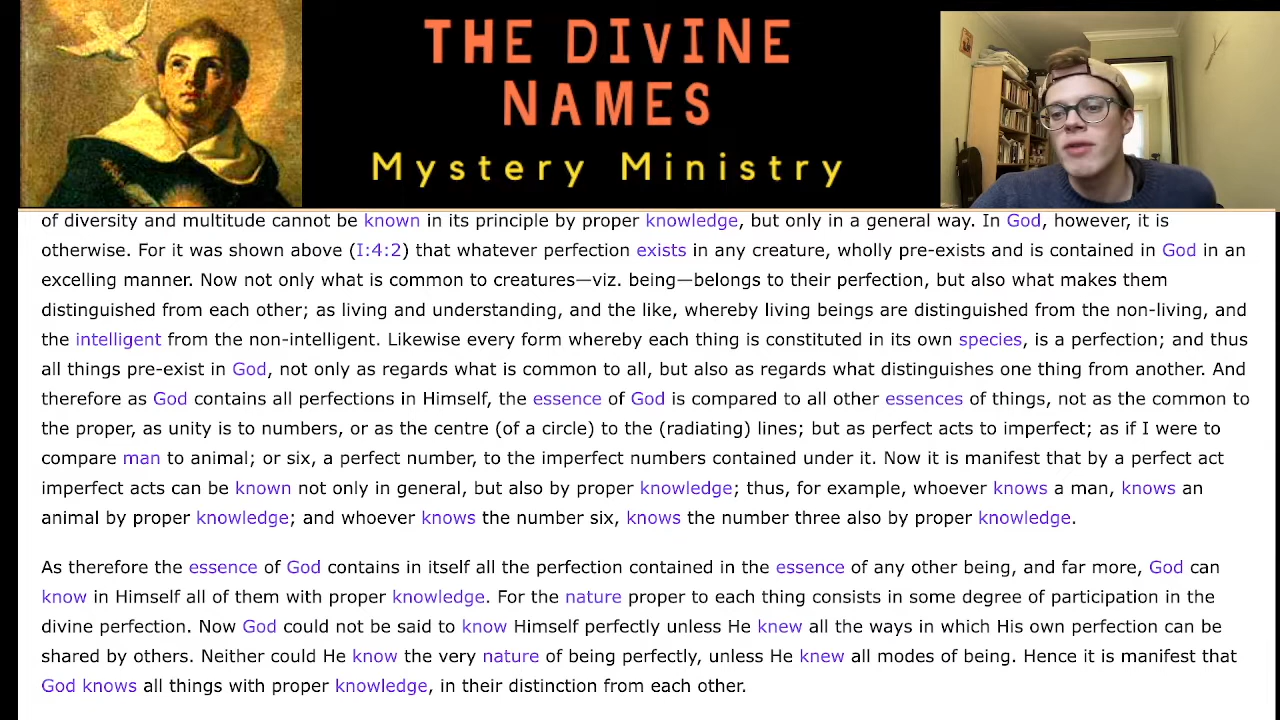 THE DIVINE
NAMES
Mystery Ministry
of diversity and multitude cannot be known in its principle by proper knowledge, but only in a general way. In God, however, it is
otherwise. For it was shown above (I:4:2) that whatever perfection exists in any creature, wholly pre-exists and is contained in God in an
excelling manner. Now not only what is common to creatures—viz. being—belongs to their perfection, but also what makes them
distinguished from each other; as living and understanding, and the like, whereby living beings are distinguished from the non-living, and
the intelligent from the non-intelligent. Likewise every form whereby each thing is constituted in its own species, is a perfection; and thus
all things pre-exist in God, not only as regards what is common to all, but also as regards what distinguishes one thing from another. And
therefore as God contains all perfections in Himself, the essence of God is compared to all other essences of things, not as the common to
the proper, as unity is to numbers, or as the centre (of a circle) to the (radiating) lines; but as perfect acts to imperfect; as if I were to
compare man to animal; or six, a perfect number, to the imperfect numbers contained under it. Now it is manifest that by a perfect act
imperfect acts can be known not only in general, but also by proper knowledge; thus, for example, whoever knows a man, knows an
animal by proper knowledge; and whoever knows the number six, knows the number three also by proper knowledge.
As therefore the essence of God contains in itself all the perfection contained in the essence of any other being, and far more, God can
know in Himself all of them with proper knowledge. For the nature proper to each thing consists in some degree of participation in the
divine perfection. Now God could not be said to know Himself perfectly unless He knew all the ways in which His own perfection can be
shared by others. Neither could He know the very nature of being perfectly, unless He knew all modes of being. Hence it is manifest that
God knows all things with proper knowledge, in their distinction from each other.